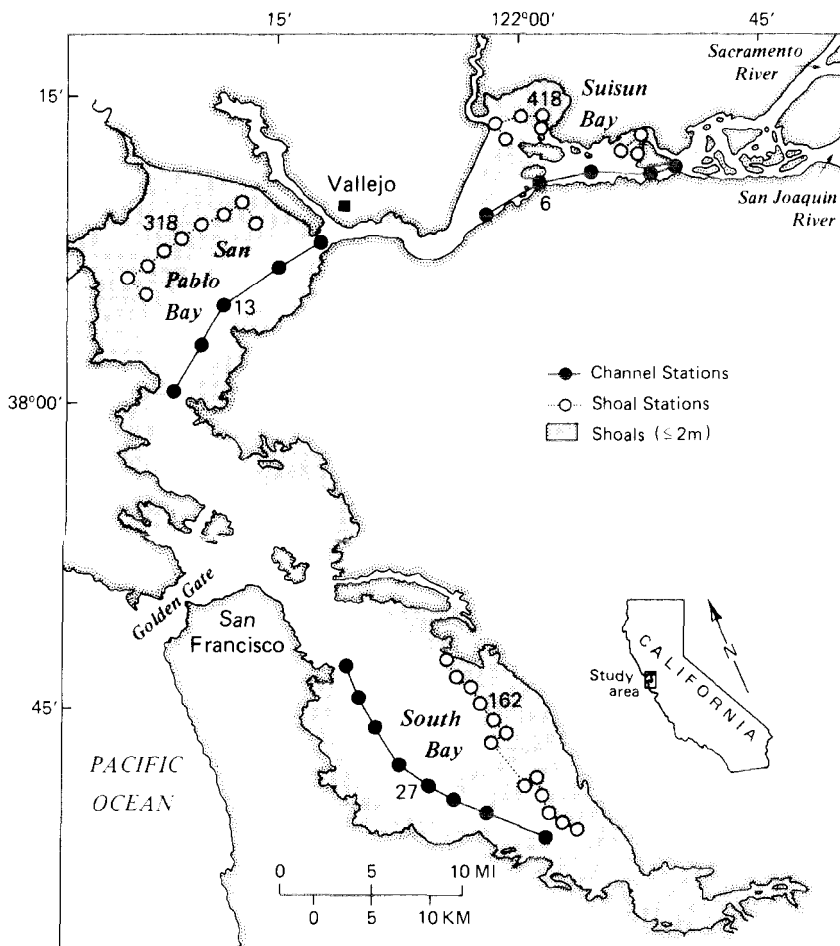 15'
122°00'
45'
Sacramento
River
15'
418
Suisun
Bay
Vallejo
San Joaquin
River
6
318
San
Pablo
Bay
13
Channel Stations
Shoal Stations
Shoals (≤2m)
38°00'
Golden Gate
San
Francisco
CALIFORNIA
N
Study
area
45'
162
South
Bay
PACIFIC
OCEAN
27
0 5 10 MI
0 5 10 KM